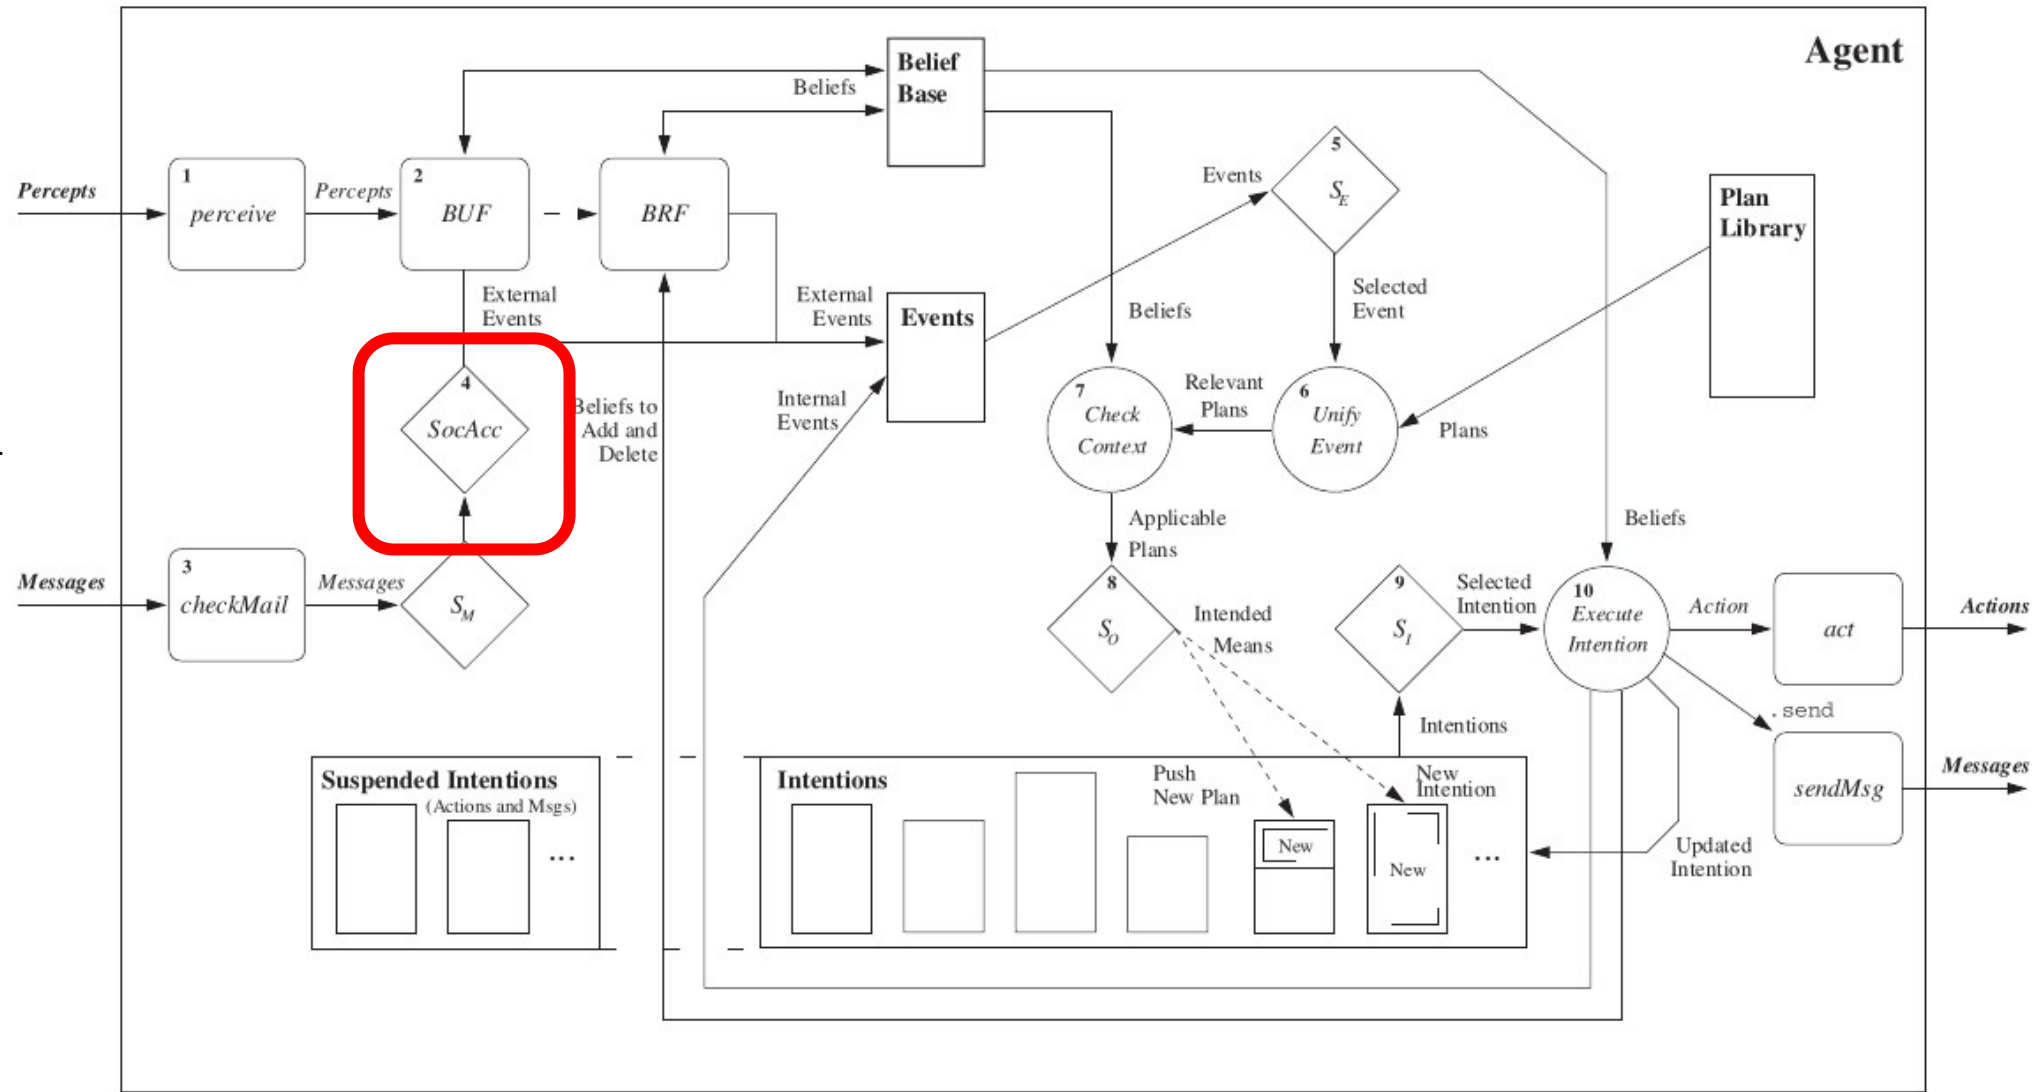 Agent
Belief
Base
Beliefs
Percepts
1
perceive
Percepts
2
BUF
BRF
5
S_E
Events
Plan
Library
External
Events
External
Events
Events
Beliefs
Selected
Event
4
SocAcc
Beliefs to
Add and
Delete
Internal
Events
7
Check
Context
Relevant
Plans
6
Unify
Event
Plans
Applicable
Plans
Beliefs
Messages
3
checkMail
Messages
S_M
8
S_O
Intended
Means
9
S_I
Selected
Intention
10
Execute
Intention
Action
act
Actions
.send
sendMsg
Messages
Intentions
Suspended Intentions
(Actions and Msgs)
...
Intentions
Push
New Plan
New
Intention
New
New
...
Updated
Intention